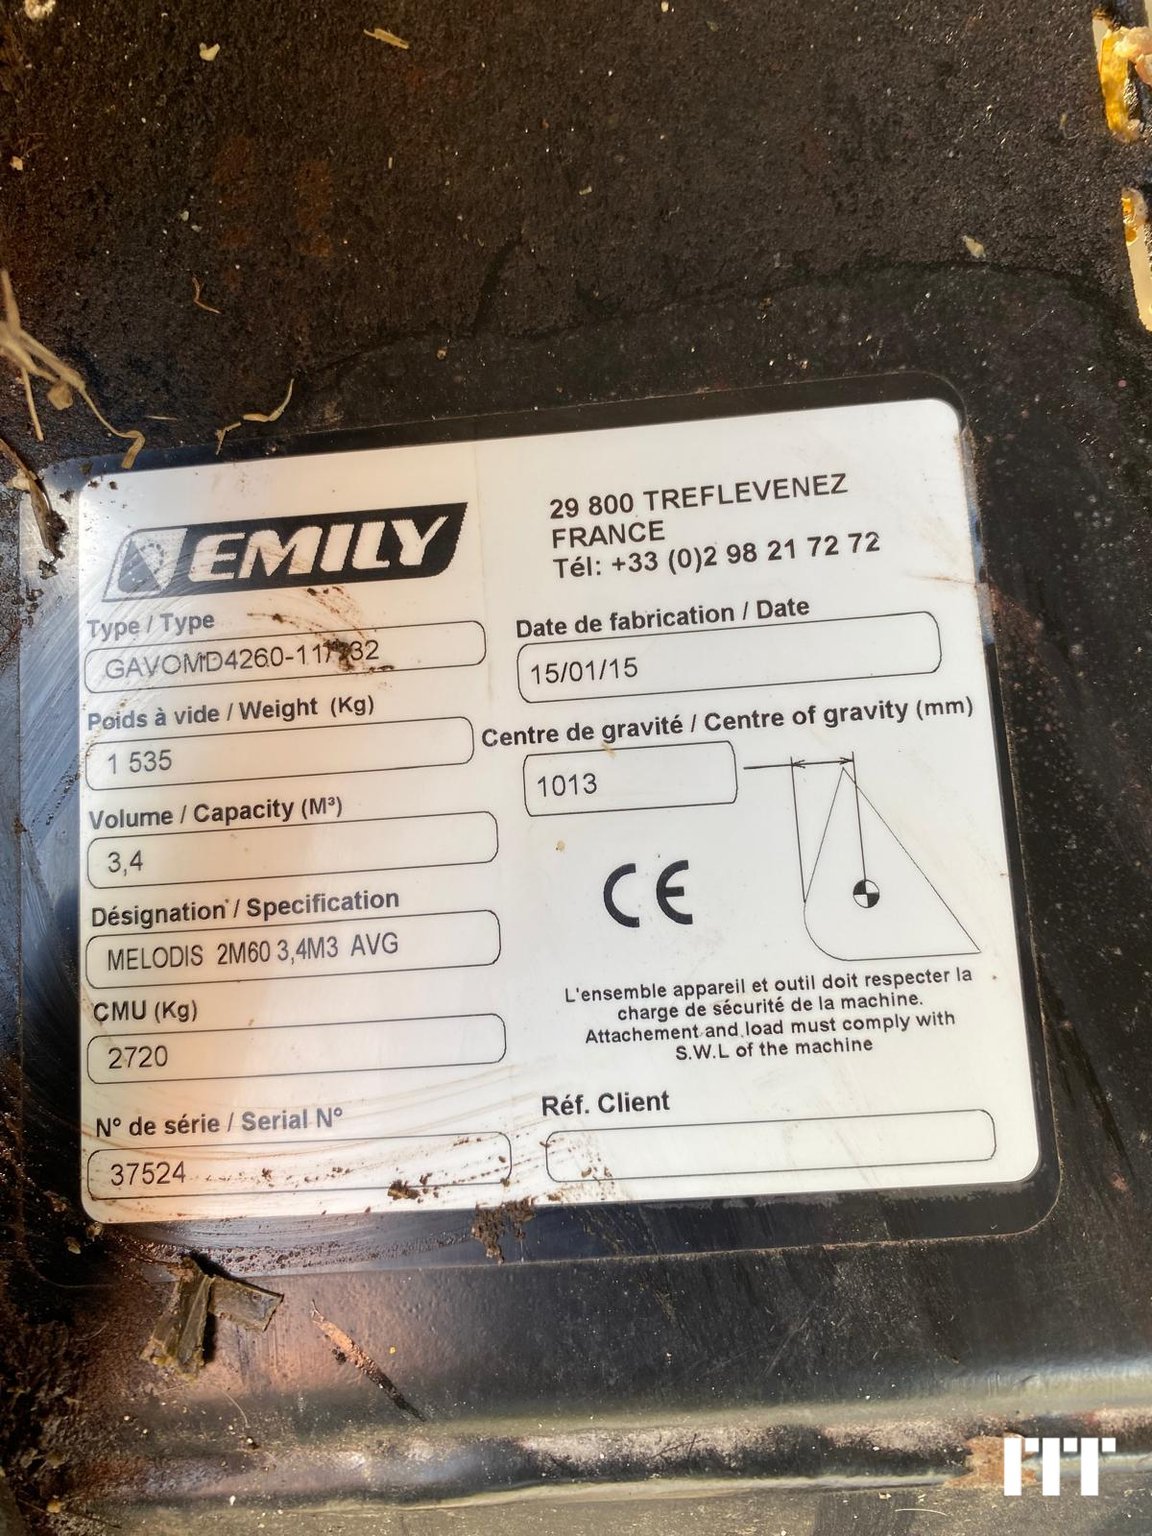 EMILY
29 800 TREFLEVENEZ
FRANCE
Tél: +33 (0)2 98 21 72 72
Type / Type
Date de fabrication / Date
15/01/15
Poids à vide / Weight (Kg)
1 535
Centre de gravité / Centre of gravity (mm)
1013
Volume / Capacity (M³)
3,4
CE
Désignation / Specification
MELODIS 2M60 3,4M3 AVG
L'ensemble appareil et outil doit respecter la
charge de sécurité de la machine.
Attachement and load must comply with
S.W.L of the machine
CMU (Kg)
2720
N° de série / Serial N°
37524
Réf. Client